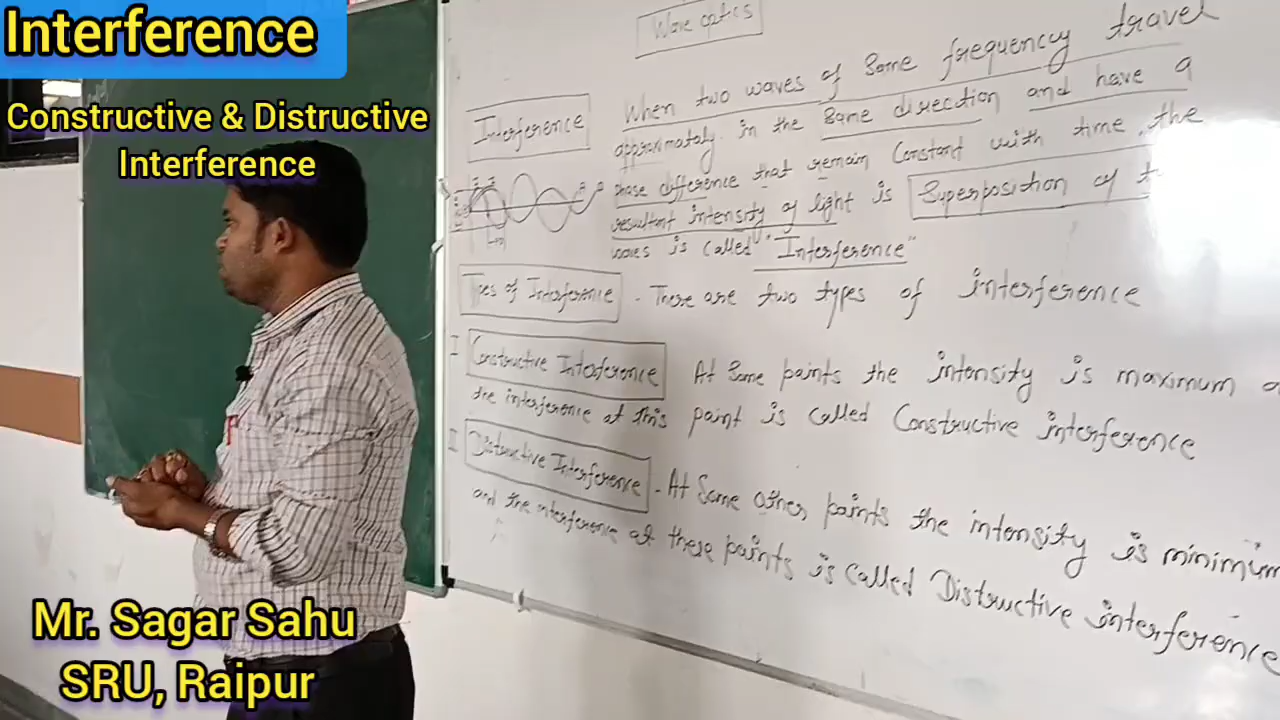 Interference
Constructive & Distructive
Interference
Wave optics
Interference
When two waves of Same frequency travel
approximataly in the Same direction and have a
phase difference that remain Constant with time, the
resultant intensity of light is Superposition of
waves is called "Interference"
Types of Interference - There are two types of interference
I Constructive Interference At Some points the intensity is maximum
the interference at this point is called Constructive interference
II Distructive Interference - At Some other points the intensity is minimum
and the interference at these points is called Distructive interference
Mr. Sagar Sahu
SRU, Raipur